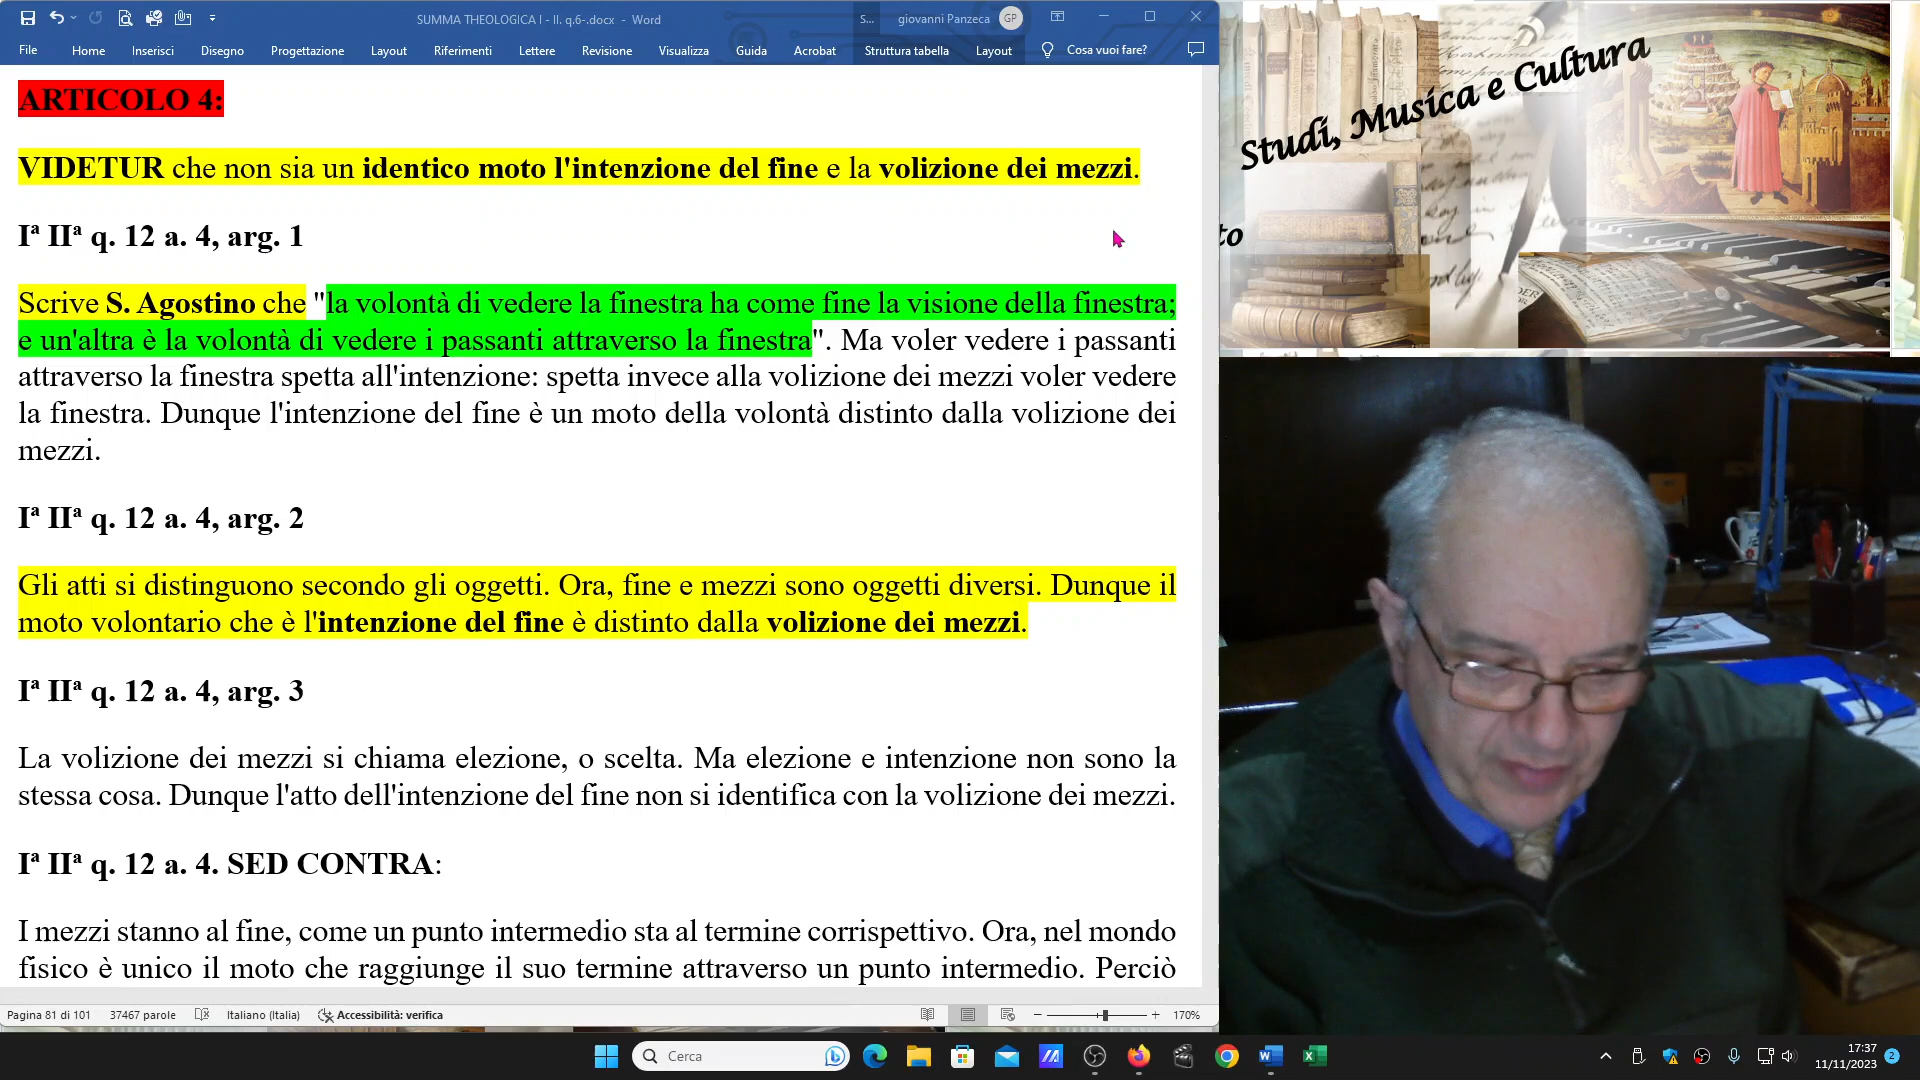 SUMMA THEOLOGICA I - II. q.6-.docx - Word
S...
giovanni Panzeca
GP
File Home Inserisci Disegno Progettazione Layout Riferimenti Lettere Revisione Visualizza Guida Acrobat Struttura tabella Layout Cosa vuoi fare?
ARTICOLO 4:
VIDETUR che non sia un identico moto l'intenzione del fine e la volizione dei mezzi.
Iª IIª q. 12 a. 4, arg. 1
Scrive S. Agostino che "la volontà di vedere la finestra ha come fine la visione della finestra;
e un'altra è la volontà di vedere i passanti attraverso la finestra". Ma voler vedere i passanti
attraverso la finestra spetta all'intenzione: spetta invece alla volizione dei mezzi voler vedere
la finestra. Dunque l'intenzione del fine è un moto della volontà distinto dalla volizione dei
mezzi.
Iª IIª q. 12 a. 4, arg. 2
Gli atti si distinguono secondo gli oggetti. Ora, fine e mezzi sono oggetti diversi. Dunque il
moto volontario che è l'intenzione del fine è distinto dalla volizione dei mezzi.
Iª IIª q. 12 a. 4, arg. 3
La volizione dei mezzi si chiama elezione, o scelta. Ma elezione e intenzione non sono la
stessa cosa. Dunque l'atto dell'intenzione del fine non si identifica con la volizione dei mezzi.
Iª IIª q. 12 a. 4. SED CONTRA:
I mezzi stanno al fine, come un punto intermedio sta al termine corrispettivo. Ora, nel mondo
fisico è unico il moto che raggiunge il suo termine attraverso un punto intermedio. Perciò
Pagina 81 di 101 37467 parole Italiano (Italia) Accessibilità: verifica
170%
Studi, Musica e Cultura
to
Cerca
17:37
11/11/2023
2